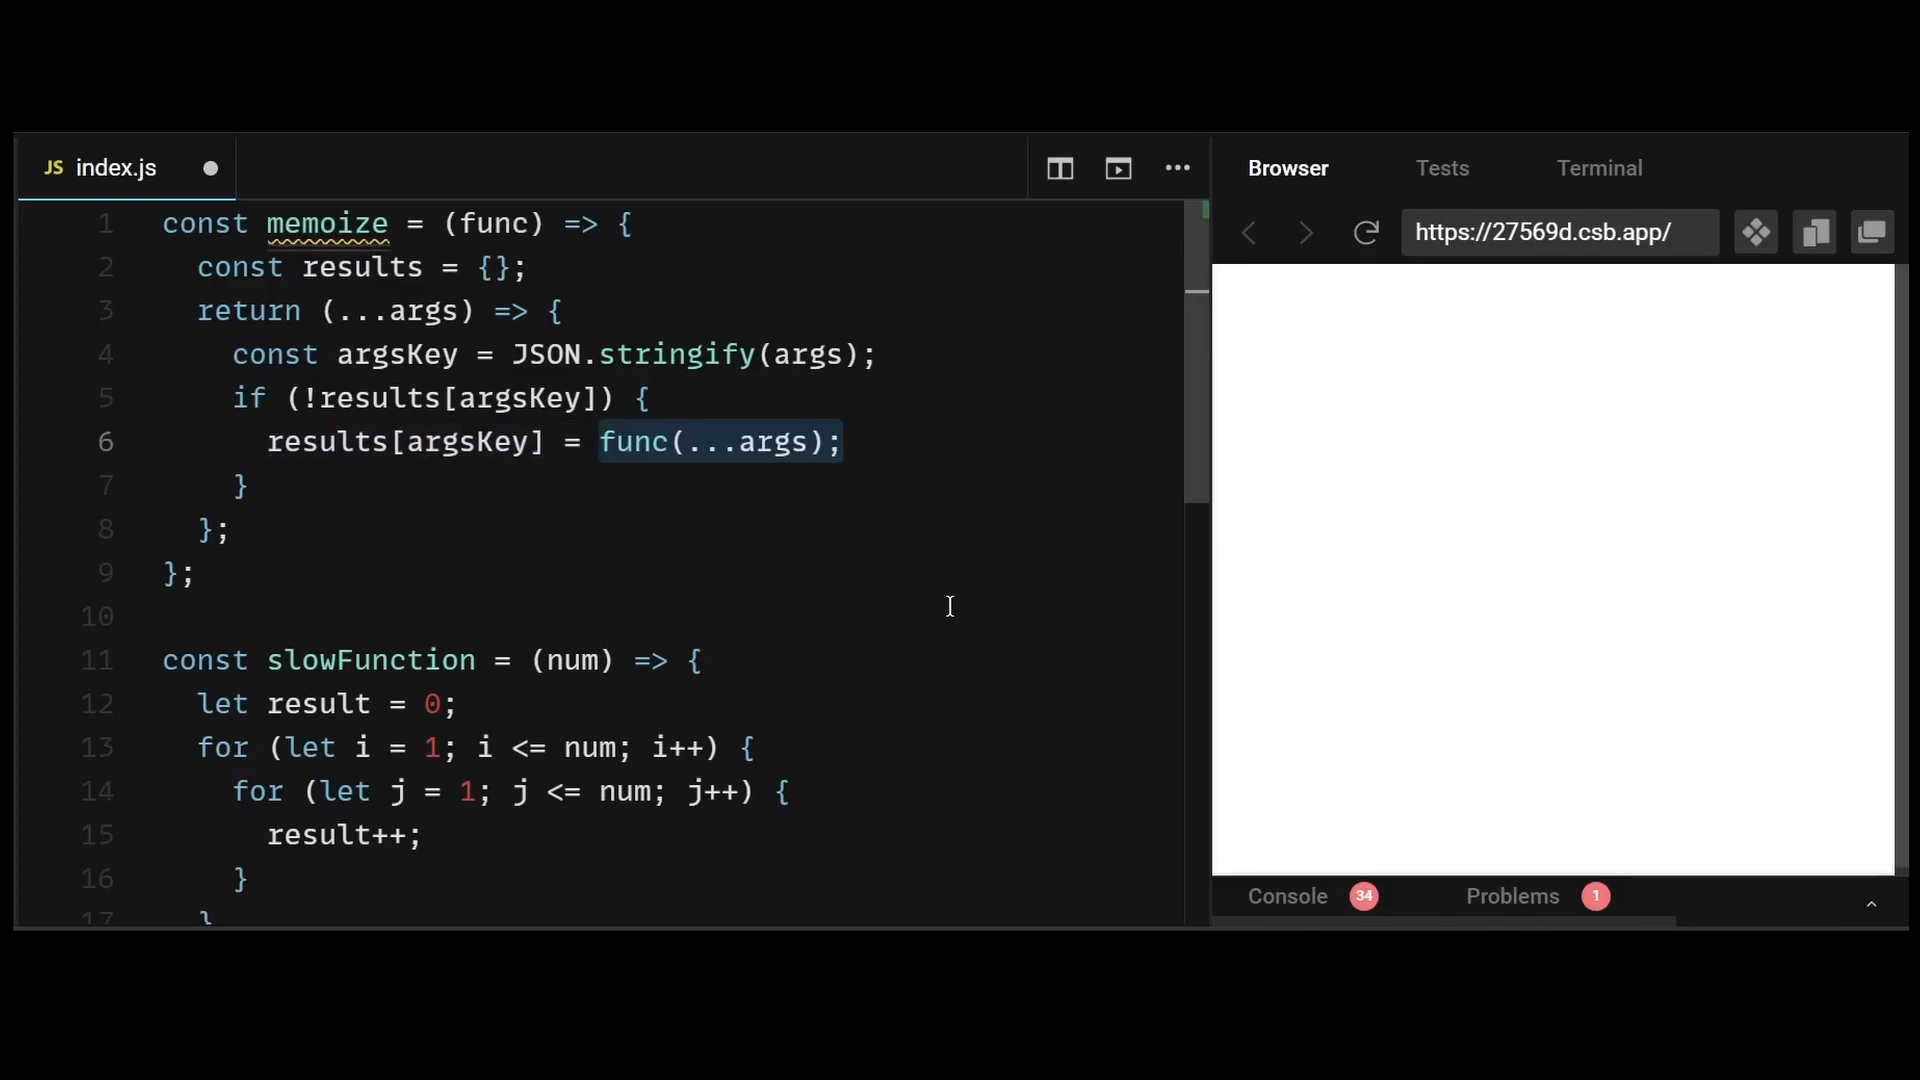 JS index.js
Browser Tests Terminal
https://27569d.csb.app/
1 const memoize = (func) => {
2 const results = {};
3 return (...args) => {
4 const argsKey = JSON.stringify(args);
5 if (!results[argsKey]) {
6 results[argsKey] = func(...args);
7 }
8 };
9 };
10
11 const slowFunction = (num) => {
12 let result = 0;
13 for (let i = 1; i <= num; i++) {
14 for (let j = 1; j <= num; j++) {
15 result++;
16 }
17 }
Console 34 Problems 1